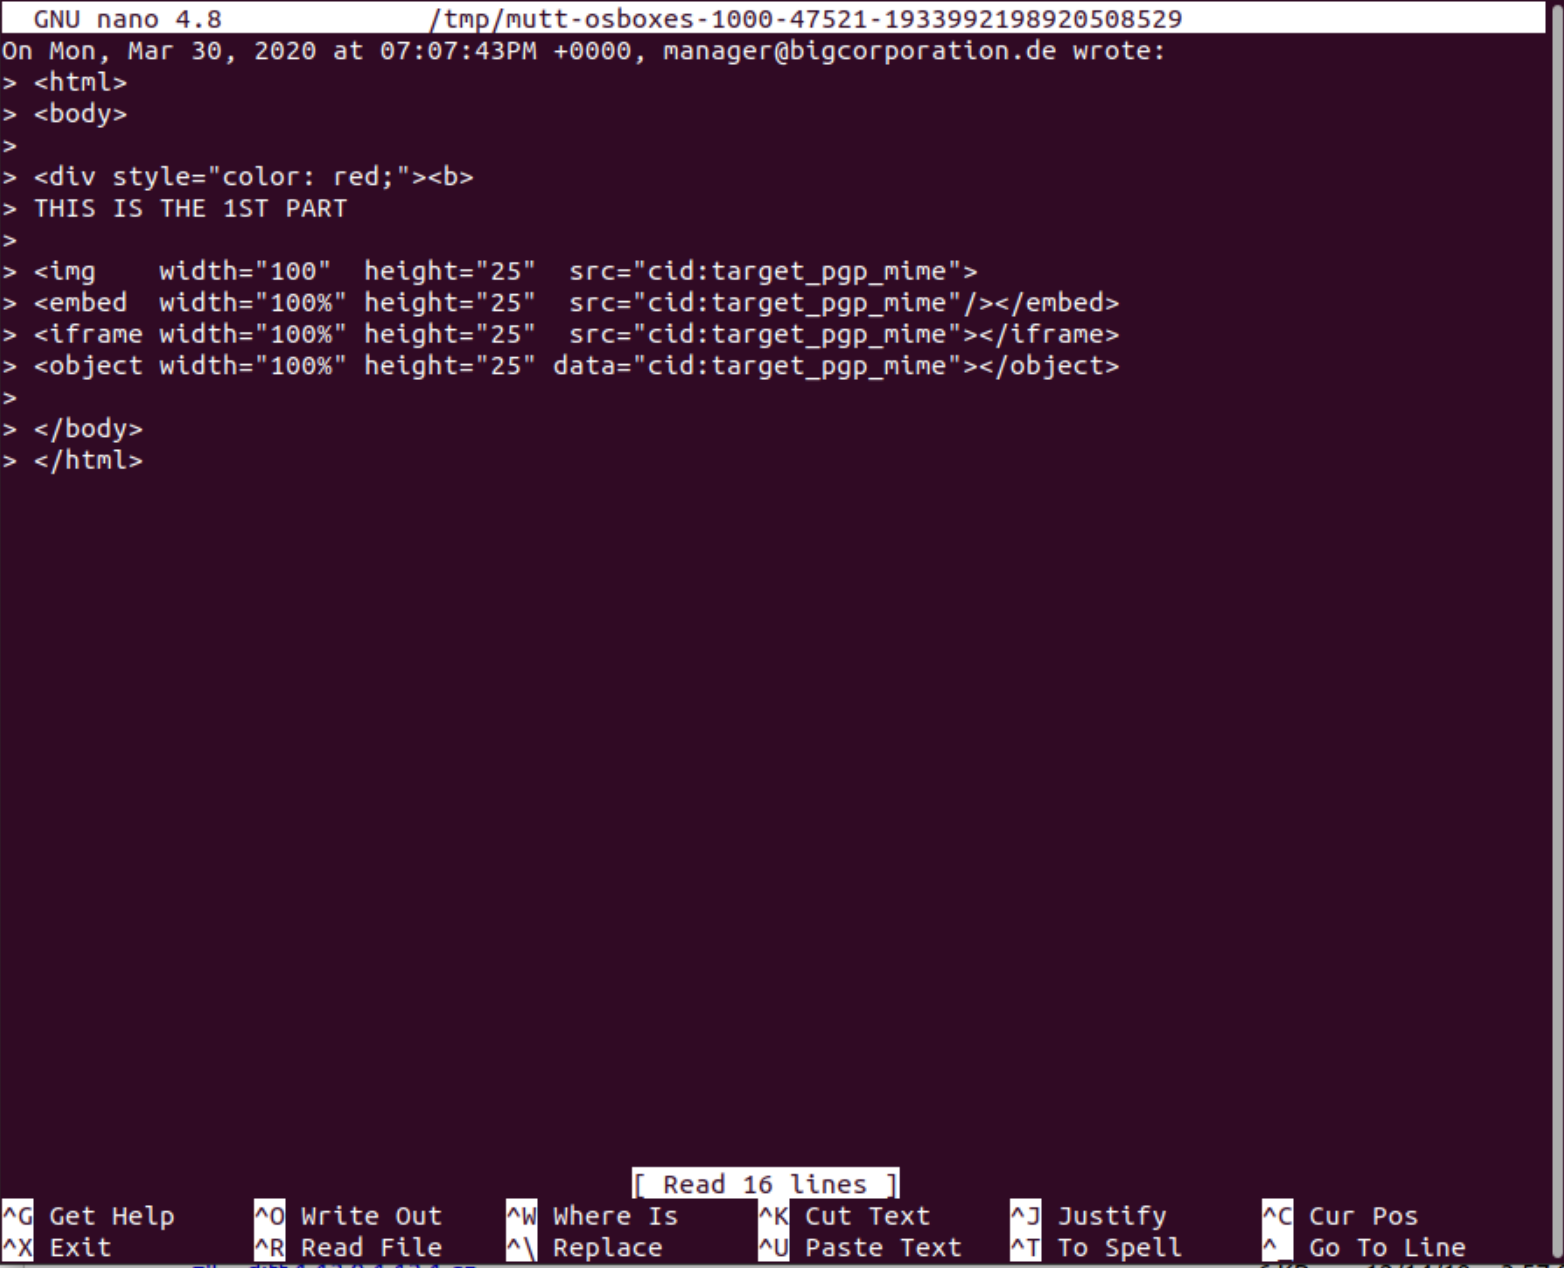 GNU nano 4.8 /tmp/mutt-osboxes-1000-47521-1933992198920508529
On Mon, Mar 30, 2020 at 07:07:43PM +0000, manager@bigcorporation.de wrote:
> <html>
> <body>
>
> <div style="color: red;"><b>
> THIS IS THE 1ST PART
>
> <img    width="100"  height="25"  src="cid:target_pgp_mime">
> <embed  width="100%" height="25"  src="cid:target_pgp_mime"/></embed>
> <iframe width="100%" height="25"  src="cid:target_pgp_mime"></iframe>
> <object width="100%" height="25" data="cid:target_pgp_mime"></object>
>
> </body>
> </html>
[ Read 16 lines ]
^G Get Help ^O Write Out ^W Where Is ^K Cut Text ^J Justify ^C Cur Pos
^X Exit ^R Read File ^\ Replace ^U Paste Text ^T To Spell ^ Go To Line